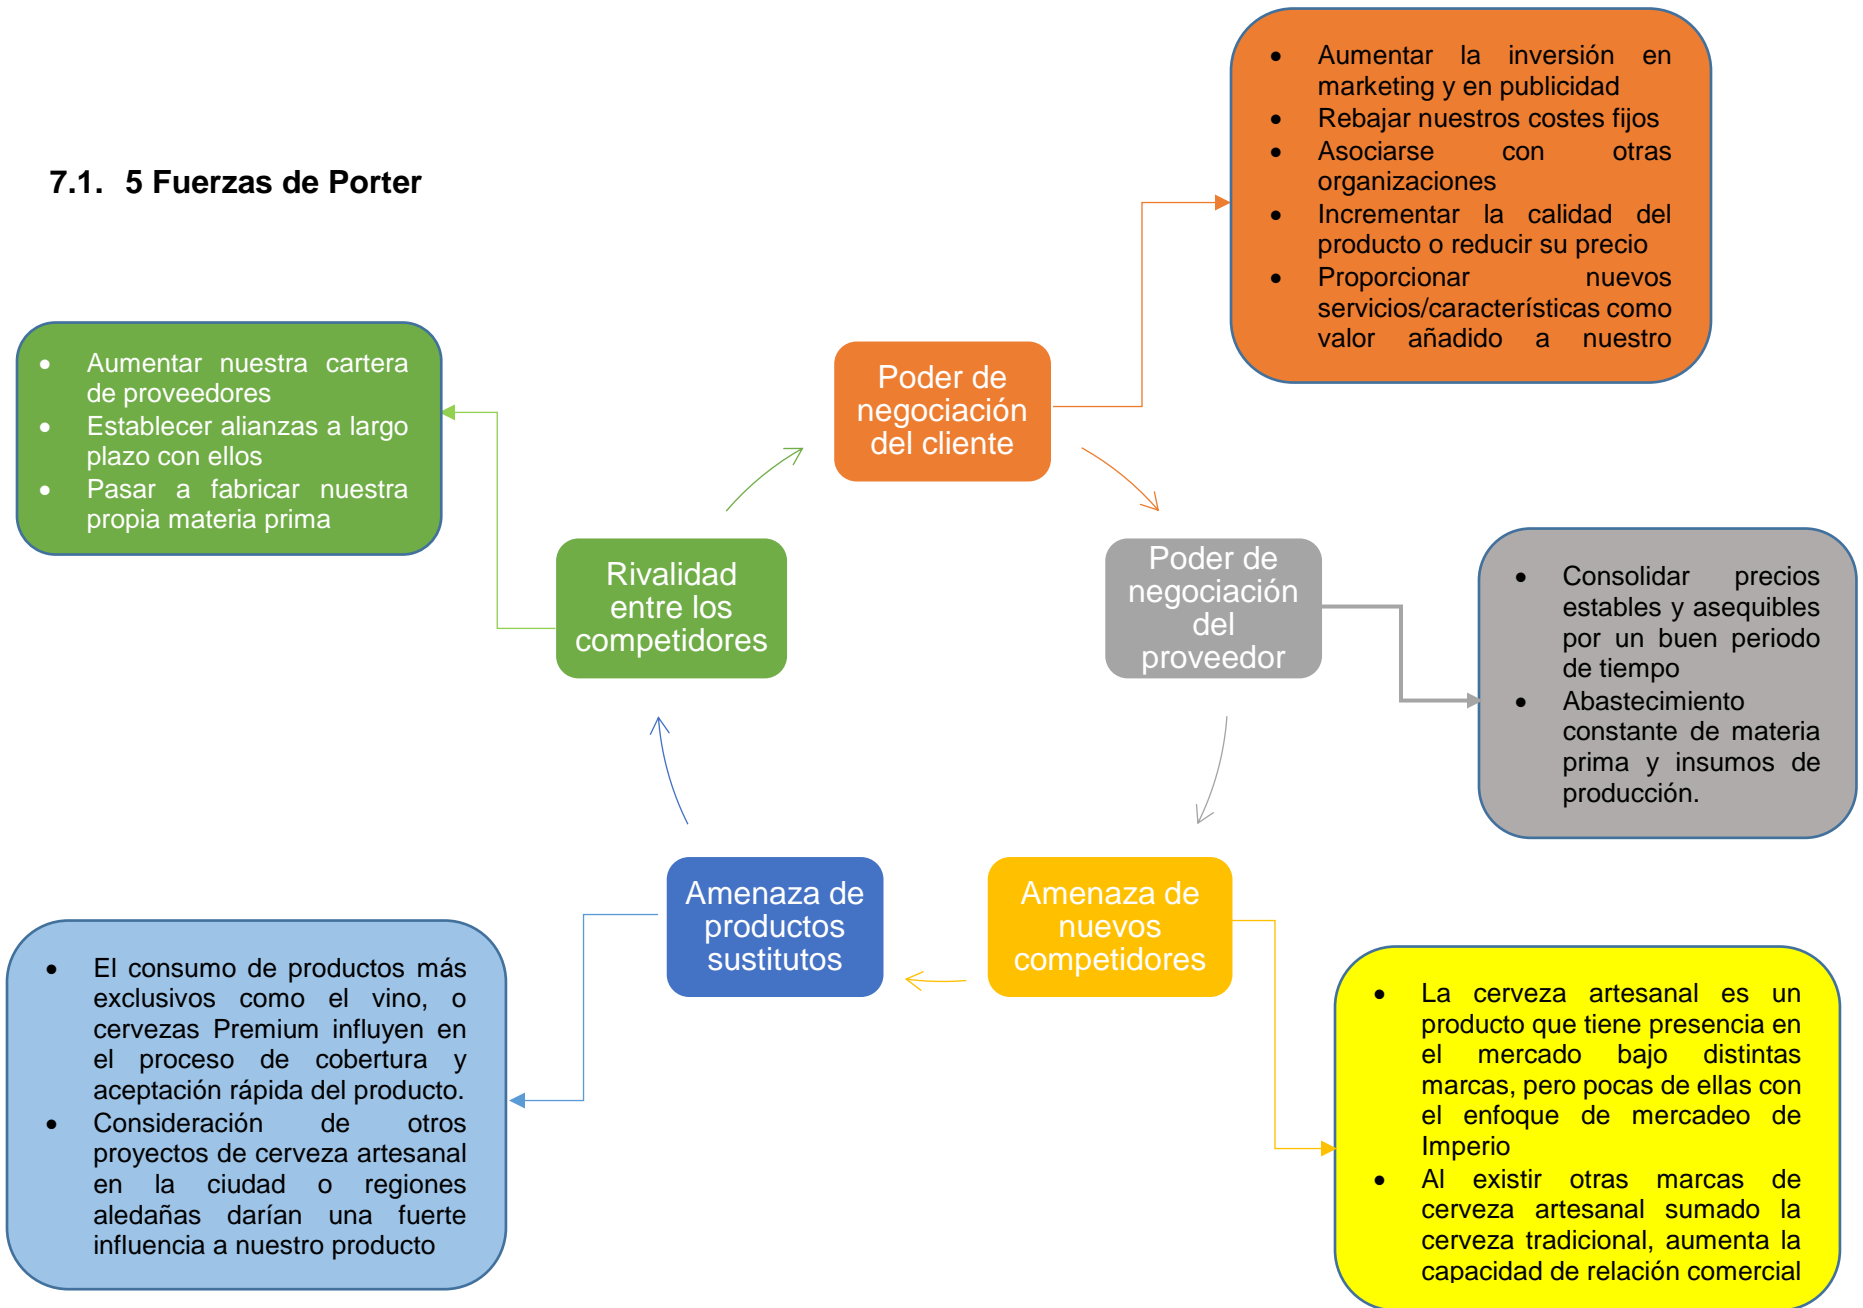 7.1. 5 Fuerzas de Porter
• Aumentar la inversión en
marketing y en publicidad
• Rebajar nuestros costes fijos
• Asociarse con otras
organizaciones
• Incrementar la calidad del
producto o reducir su precio
• Proporcionar nuevos
servicios/características como
valor añadido a nuestro
• Aumentar nuestra cartera
de proveedores
• Establecer alianzas a largo
plazo con ellos
• Pasar a fabricar nuestra
propia materia prima
Poder de
negociación
del cliente
Rivalidad
entre los
competidores
Poder de
negociación
del
proveedor
• Consolidar precios
estables y asequibles
por un buen periodo
de tiempo
• Abastecimiento
constante de materia
prima y insumos de
producción.
Amenaza de
productos
sustitutos
Amenaza de
nuevos
competidores
• El consumo de productos más
exclusivos como el vino, o
cervezas Premium influyen en
el proceso de cobertura y
aceptación rápida del producto.
• Consideración de otros
proyectos de cerveza artesanal
en la ciudad o regiones
aledañas darían una fuerte
influencia a nuestro producto
• La cerveza artesanal es un
producto que tiene presencia en
el mercado bajo distintas
marcas, pero pocas de ellas con
el enfoque de mercadeo de
Imperio
• Al existir otras marcas de
cerveza artesanal sumado la
cerveza tradicional, aumenta la
capacidad de relación comercial